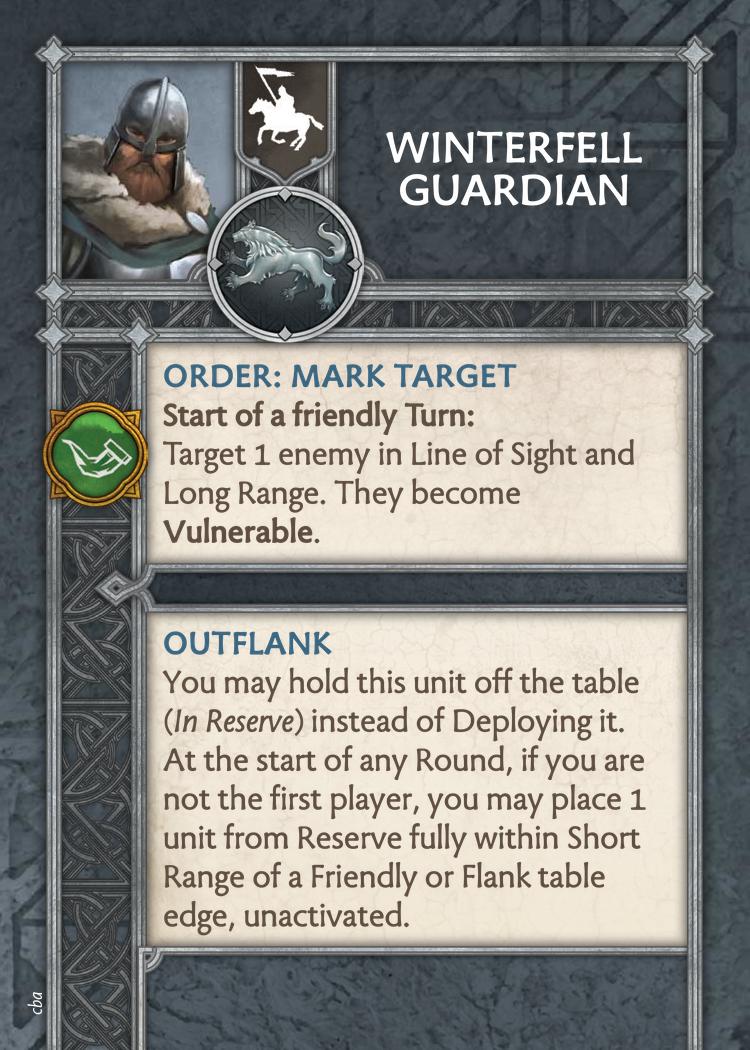 WINTERFELL
GUARDIAN
ORDER: MARK TARGET
Start of a friendly Turn:
Target 1 enemy in Line of Sight and
Long Range. They become
Vulnerable.
OUTFLANK
You may hold this unit off the table
(In Reserve) instead of Deploying it.
At the start of any Round, if you are
not the first player, you may place 1
unit from Reserve fully within Short
Range of a Friendly or Flank table
edge, unactivated.
cba